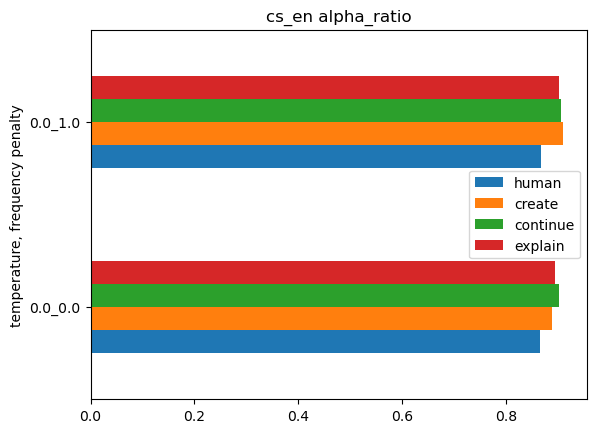 cs_en alpha_ratio
temperature, frequency penalty
0.0_1.0
0.0_0.0
human
create
continue
explain
0.0 0.2 0.4 0.6 0.8